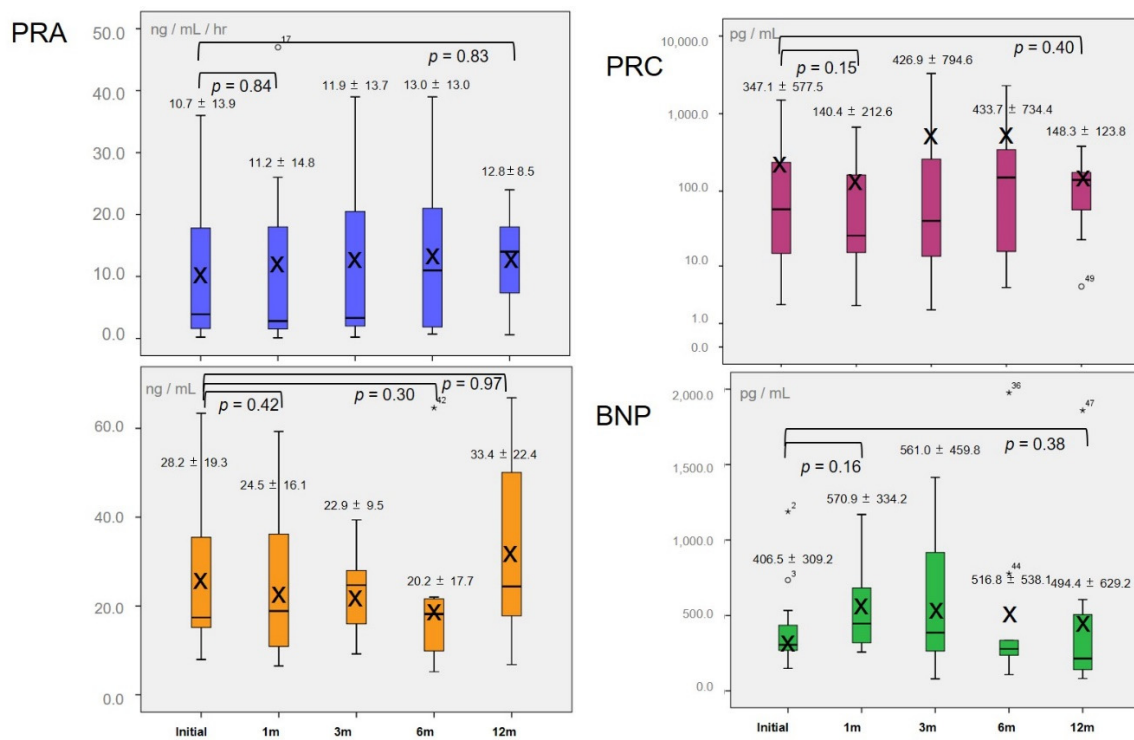 PRA
ng / mL / hr
50.0
40.0
30.0
20.0
10.0
0.0
17
p = 0.83
p = 0.84
10.7 ± 13.9
11.2 ± 14.8
11.9 ± 13.7
13.0 ± 13.0
12.8 ± 8.5
PRC
pg / mL
10,000.0
1,000.0
100.0
10.0
1.0
0.0
p = 0.40
p = 0.15
347.1 ± 577.5
140.4 ± 212.6
426.9 ± 794.6
433.7 ± 734.4
148.3 ± 123.8
49
ng / mL
60.0
40.0
20.0
0.0
p = 0.97
p = 0.30
p = 0.42
42
28.2 ± 19.3
24.5 ± 16.1
22.9 ± 9.5
20.2 ± 17.7
33.4 ± 22.4
Initial 1m 3m 6m 12m
BNP
pg / mL
2,000.0
1,500.0
1,000.0
500.0
0.0
36
47
p = 0.38
p = 0.16
2
3
44
406.5 ± 309.2
570.9 ± 334.2
561.0 ± 459.8
516.8 ± 538.1
494.4 ± 629.2
Initial 1m 3m 6m 12m